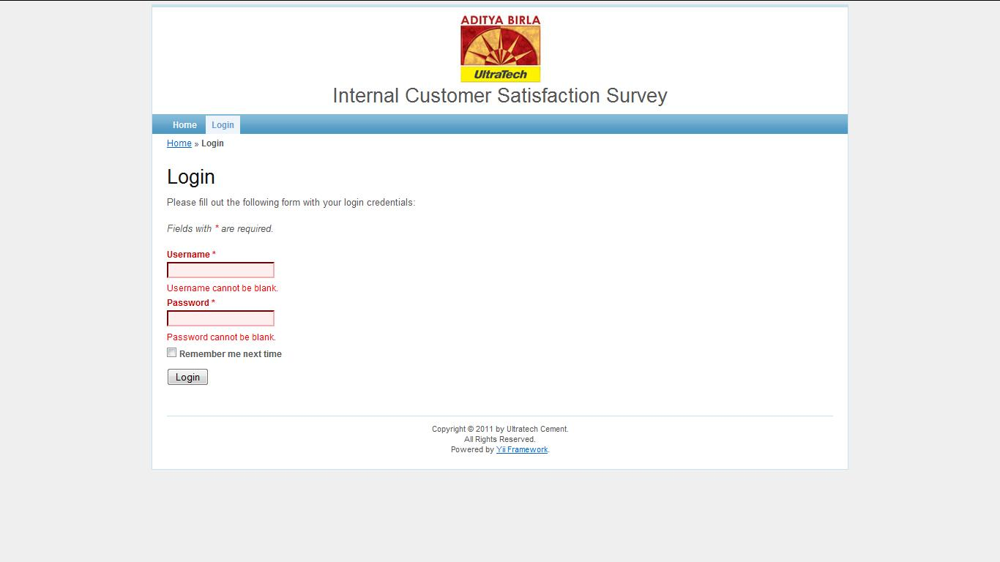 ADITYA BIRLA
UltraTech
Internal Customer Satisfaction Survey
Home Login
Home » Login
Login
Please fill out the following form with your login credentials:
Fields with * are required.
Username *
Username cannot be blank.
Password *
Password cannot be blank.
Remember me next time
Login
Copyright © 2011 by Ultratech Cement.
All Rights Reserved.
Powered by Yii Framework.